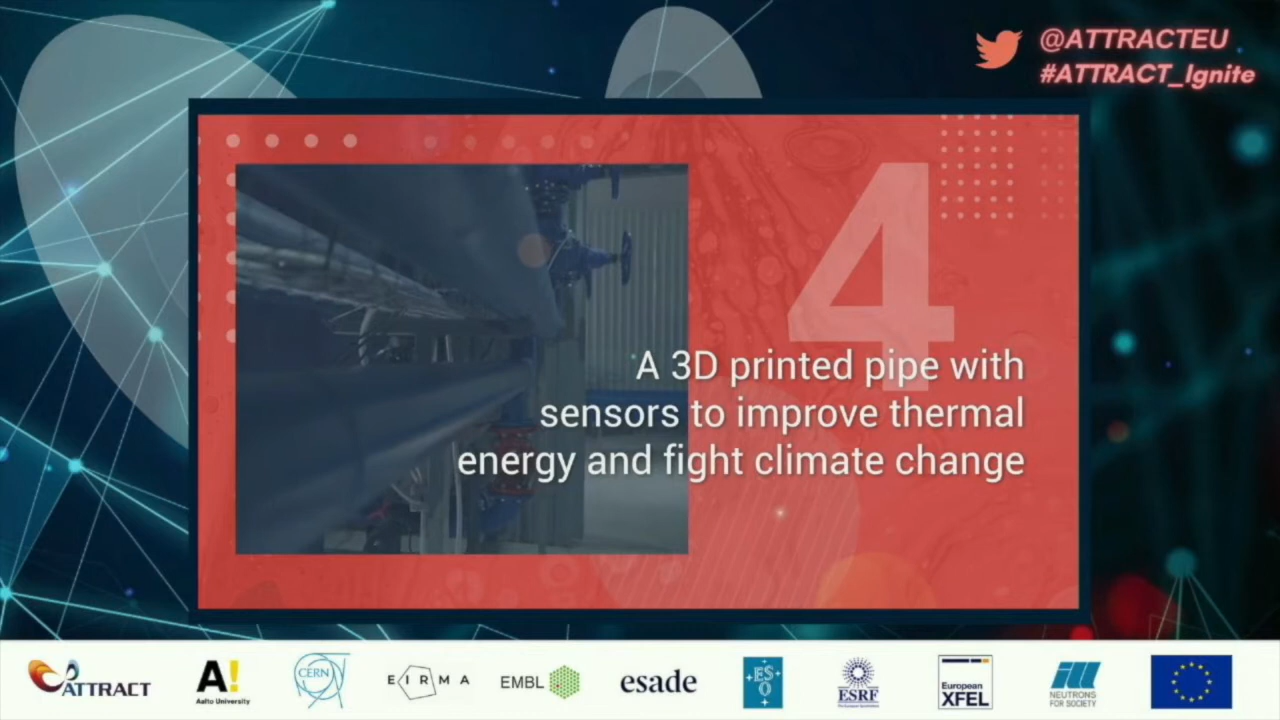 @ATTRACTEU
#ATTRACT_Ignite
4
A 3D printed pipe with
sensors to improve thermal
energy and fight climate change
ATTRACT
A!
Aalto University
CERN
EIRMA
EMBL
esade
ESO
ESRF
European
XFEL
ill
NEUTRONS
FOR SOCIETY